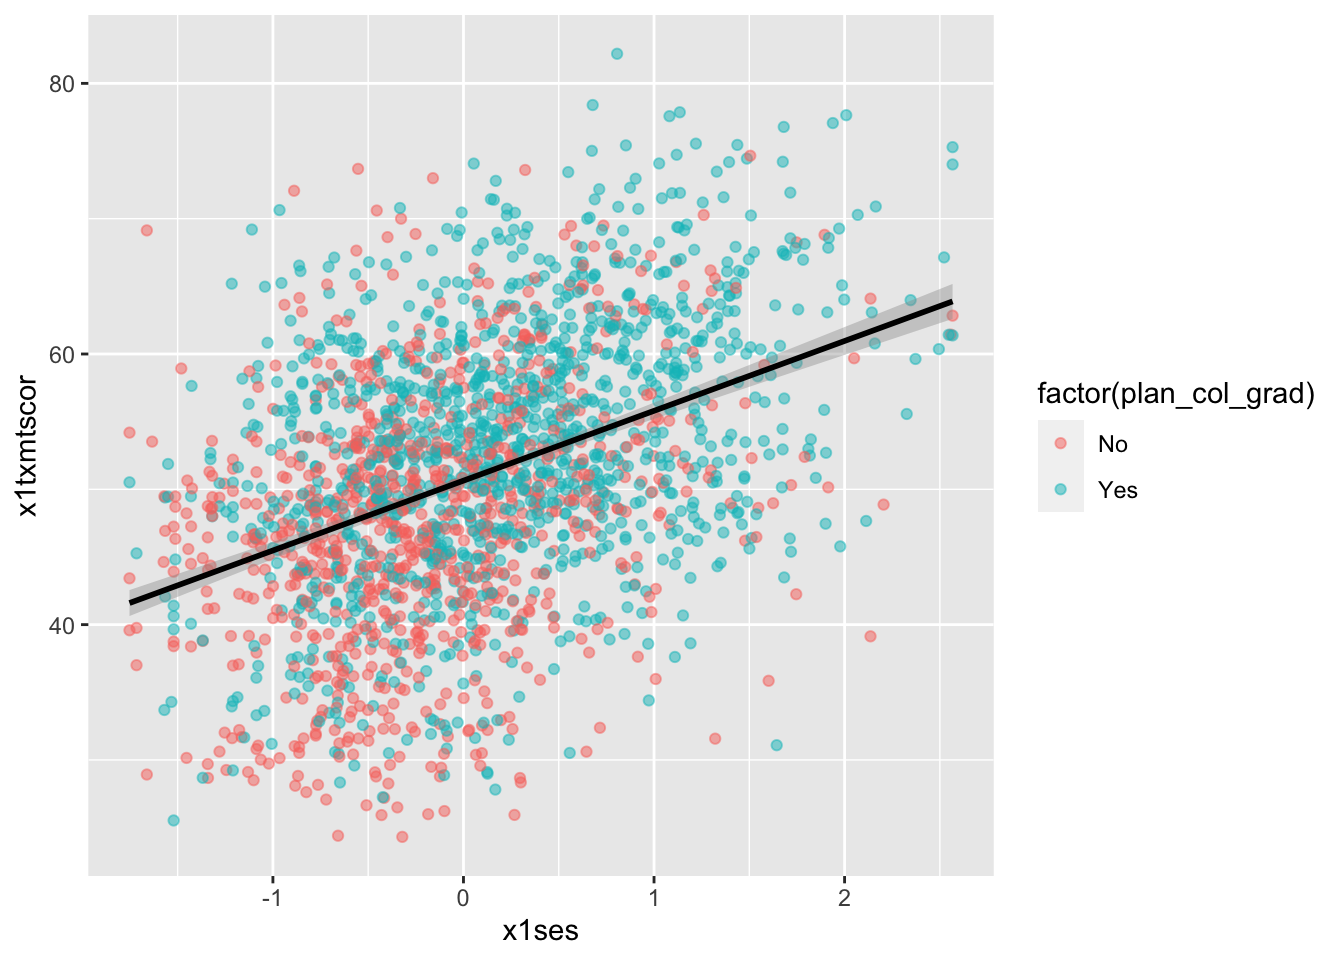 80
60
40
x1txmtscor
-1 0 1 2
x1ses
factor(plan_col_grad)
No
Yes